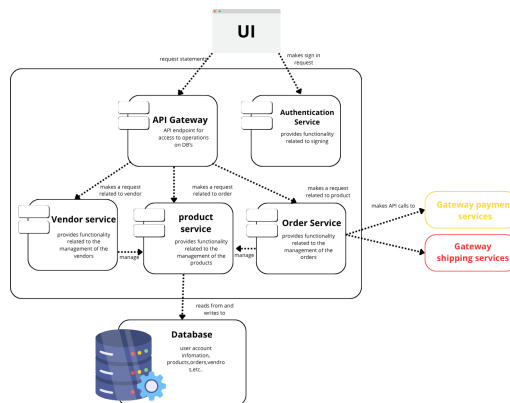 UI
request statements
makes sign in
request
API Gateway
API endpoint for
access to operations
on DB's
Authentication
Service
provides functionality
related to signing
makes a request
related to vendor
makes a request
related to order
makes a request
related to product
Vendor service
provides functionality
related to the
management of the
vendors
manage
product
service
provides functionality
related to the
management of the
products
manage
Order Service
provides functionality
related to the
management of the
orders
makes API calls to
Gateway paymen
services
Gateway
shipping services
reads from and
writes to
Database
user account
infomation,
products,orders,vendro
s,etc..